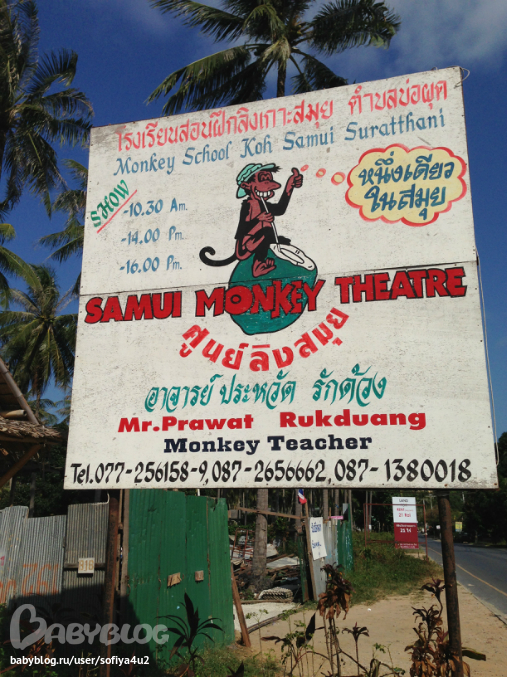 โรงเรียนสอนฝึกลิงเกาะสมุย ตำบลบ่อผุด
Monkey School Koh Samui Suratthani
หนึ่งเดียว
ในสมุย
SHOW
-10.30 Am.
-14.00 Pm.
-16.00 Pm.
SAMUI MONKEY THEATRE
ศูนย์ลิงสมุย
อาจารย์ ประหวัด รักด้วง
Mr.Prawat Rukduang
Monkey Teacher
Tel.077-256158-9,087-2656662,087-1380018
BABYBLOG
babyblog.ru/user/sofiya4u2